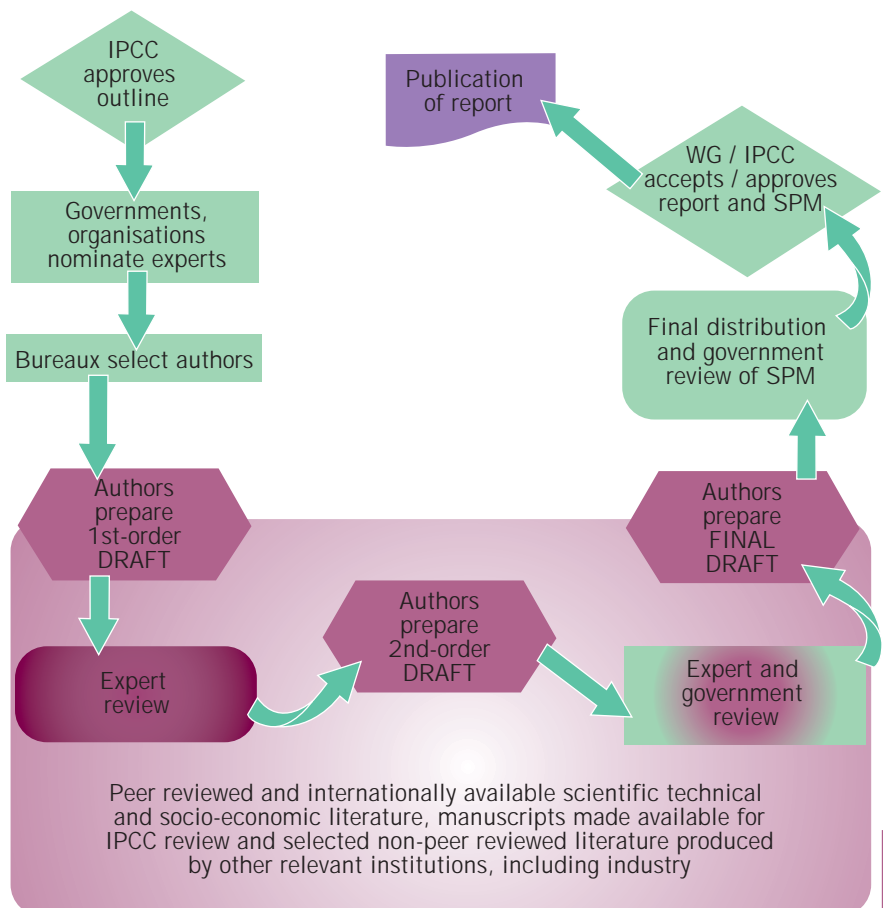 IPCC
approves
outline
Governments,
organisations
nominate experts
Bureaux select authors
Authors
prepare
1st-order
DRAFT
Expert
review
Authors
prepare
2nd-order
DRAFT
Expert and
government
review
Authors
prepare
FINAL
DRAFT
Final distribution
and government
review of SPM
WG / IPCC
accepts / approves
report and SPM
Publication
of report
Peer reviewed and internationally available scientific technical
and socio-economic literature, manuscripts made available for
IPCC review and selected non-peer reviewed literature produced
by other relevant institutions, including industry